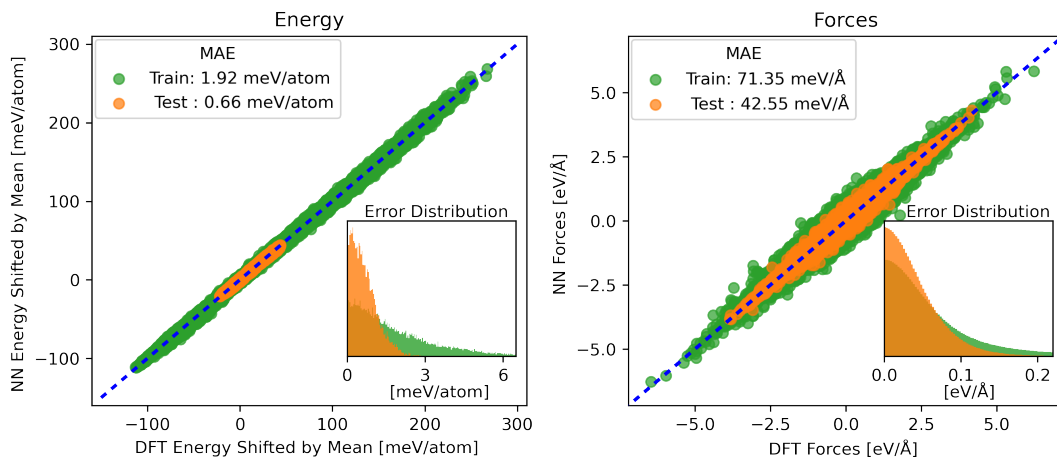 Energy
NN Energy Shifted by Mean [meV/atom]
300
200
100
0
−100
MAE
Train: 1.92 meV/atom
Test : 0.66 meV/atom
Error Distribution
0
3
6
[meV/atom]
−100
0
100
200
300
DFT Energy Shifted by Mean [meV/atom]
Forces
NN Forces [eV/Å]
5.0
2.5
0.0
−2.5
−5.0
MAE
Train: 71.35 meV/Å
Test : 42.55 meV/Å
Error Distribution
0.0
0.1
0.2
[eV/Å]
−5.0
−2.5
0.0
2.5
5.0
DFT Forces [eV/Å]